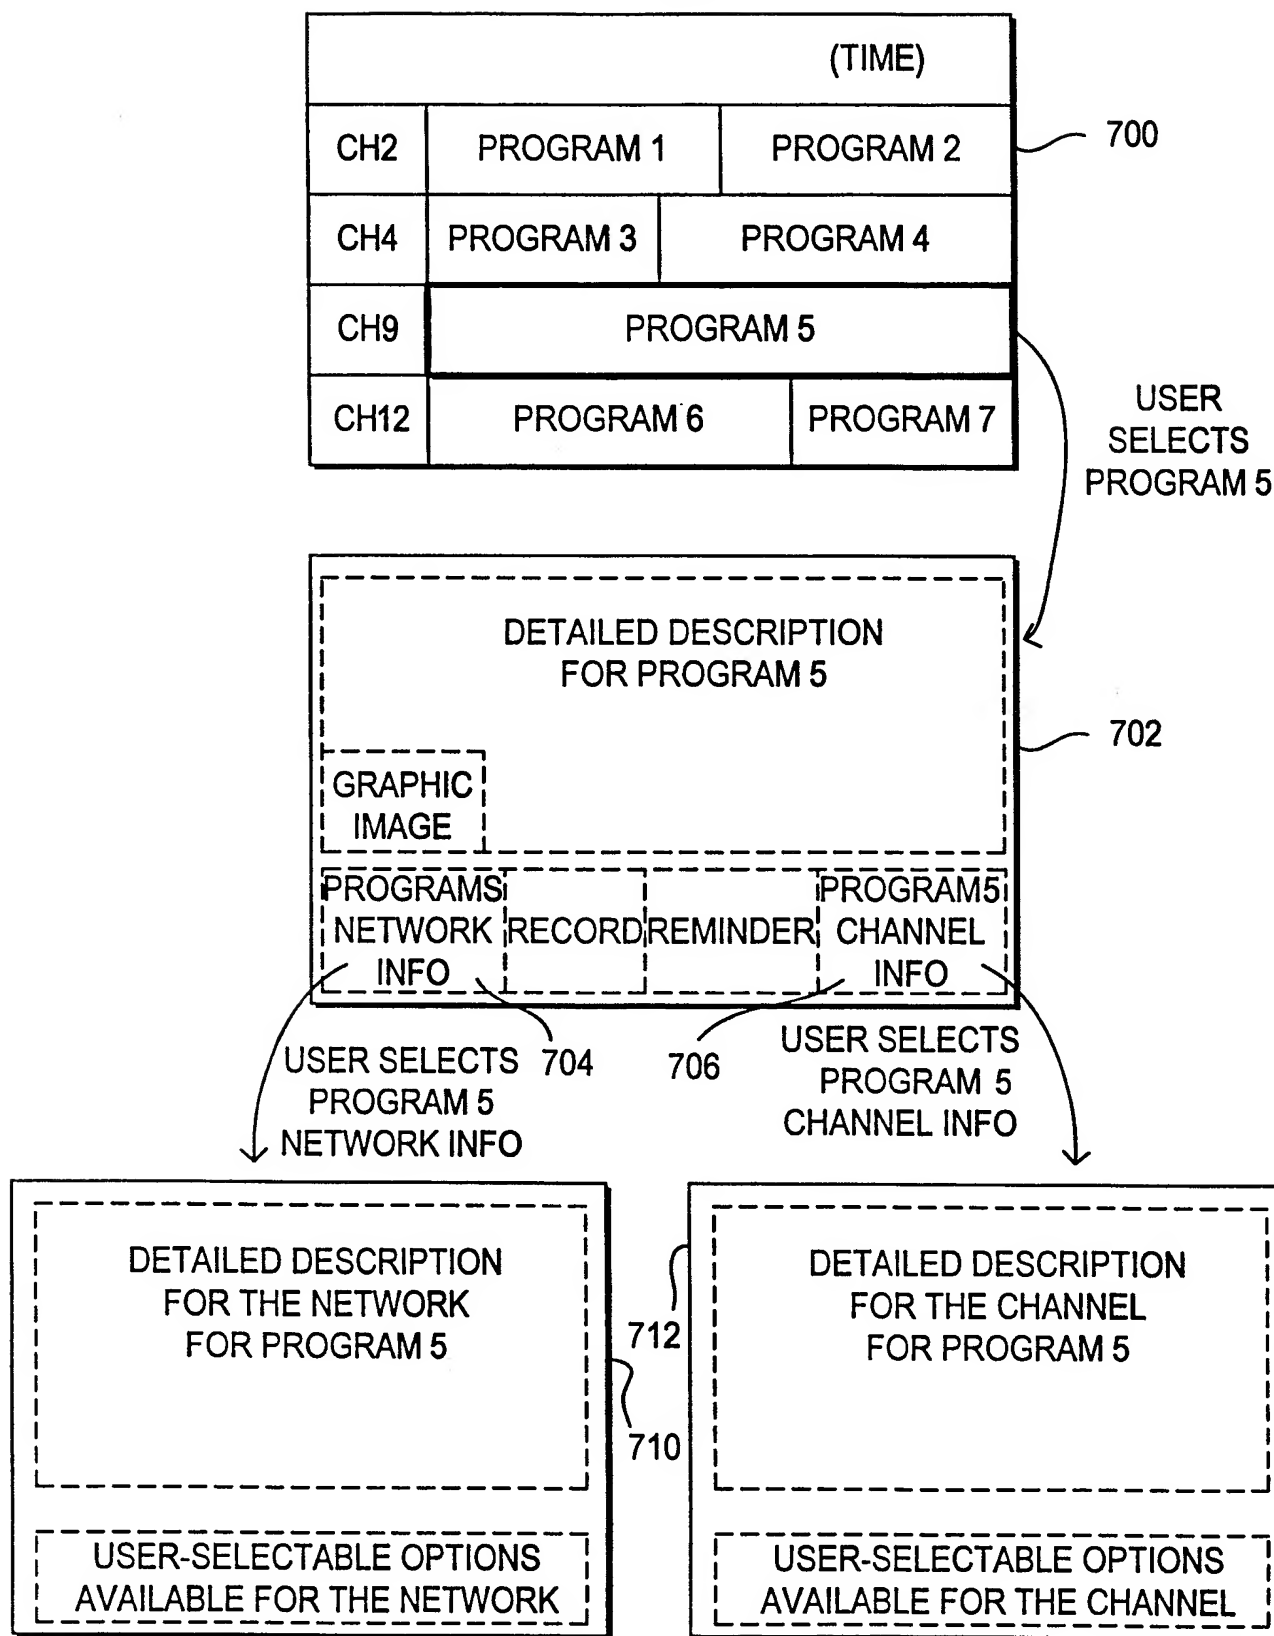 (TIME)
CH2 PROGRAM 1 PROGRAM 2
700
CH4 PROGRAM 3 PROGRAM 4
CH9 PROGRAM 5
CH12 PROGRAM 6 PROGRAM 7
USER
SELECTS
PROGRAM 5
DETAILED DESCRIPTION
FOR PROGRAM 5
702
GRAPHIC
IMAGE
PROGRAMS
NETWORK
INFO
RECORD
REMINDER
PROGRAM5
CHANNEL
INFO
704
706
USER SELECTS
PROGRAM 5
NETWORK INFO
USER SELECTS
PROGRAM 5
CHANNEL INFO
DETAILED DESCRIPTION
FOR THE NETWORK
FOR PROGRAM 5
710
USER-SELECTABLE OPTIONS
AVAILABLE FOR THE NETWORK
712
DETAILED DESCRIPTION
FOR THE CHANNEL
FOR PROGRAM 5
USER-SELECTABLE OPTIONS
AVAILABLE FOR THE CHANNEL